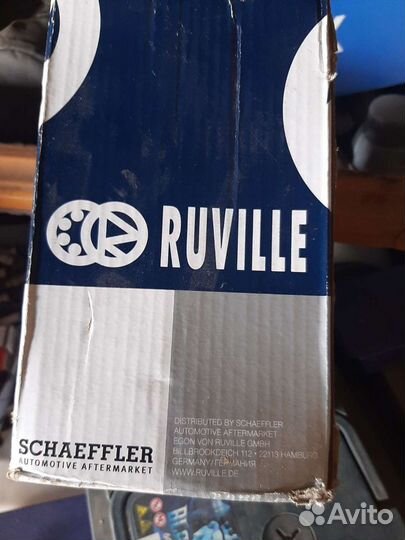 RUVILLE
SCHAEFFLER
AUTOMOTIVE AFTERMARKET
DISTRIBUTED BY SCHAEFFLER
AUTOMOTIVE AFTERMARKET
EGON VON RUVILLE GMBH
BILLBROOKDEICH 112 • 22113 HAMBURG
GERMANY/ГЕРМАНИЯ
WWW.RUVILLE.DE
Avito